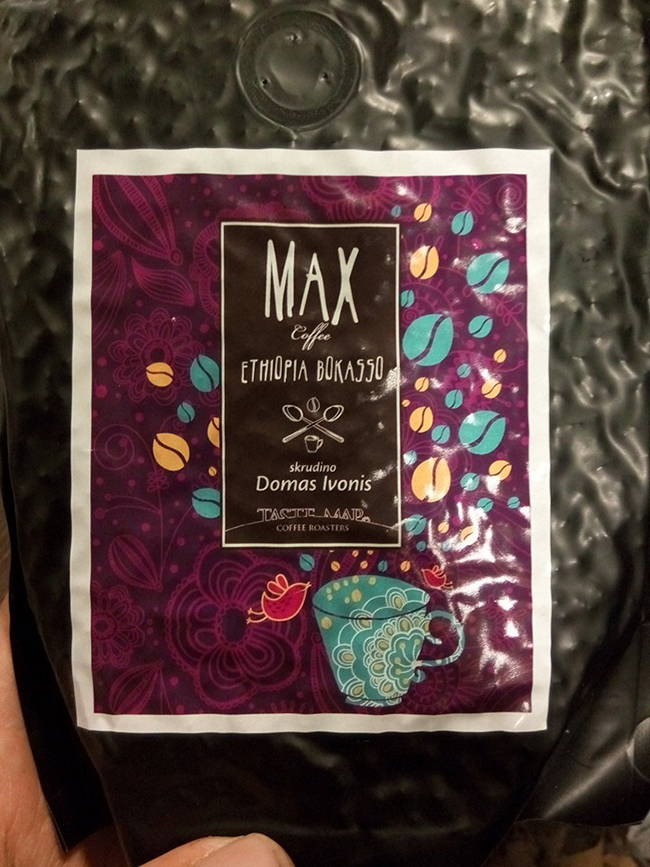 MAX
Coffee
ETHIOPIA BOKASSO
skrudino
Domas Ivonis
TASTE MAP
COFFEE ROASTERS